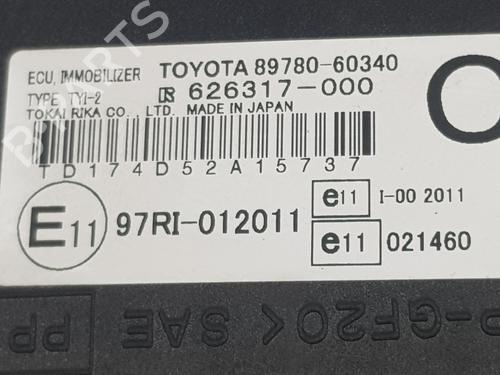 ECU, IMMOBILIZER TOYOTA 89780-60340
TYPE TYI-2 626317-000
TOKAI RIKA CO., LTD. MADE IN JAPAN
TD174D52A15737
E11 97RI-012011
e11 I-00 2011
e11 021460
PP
P-GF20< SAE
B-PARTS